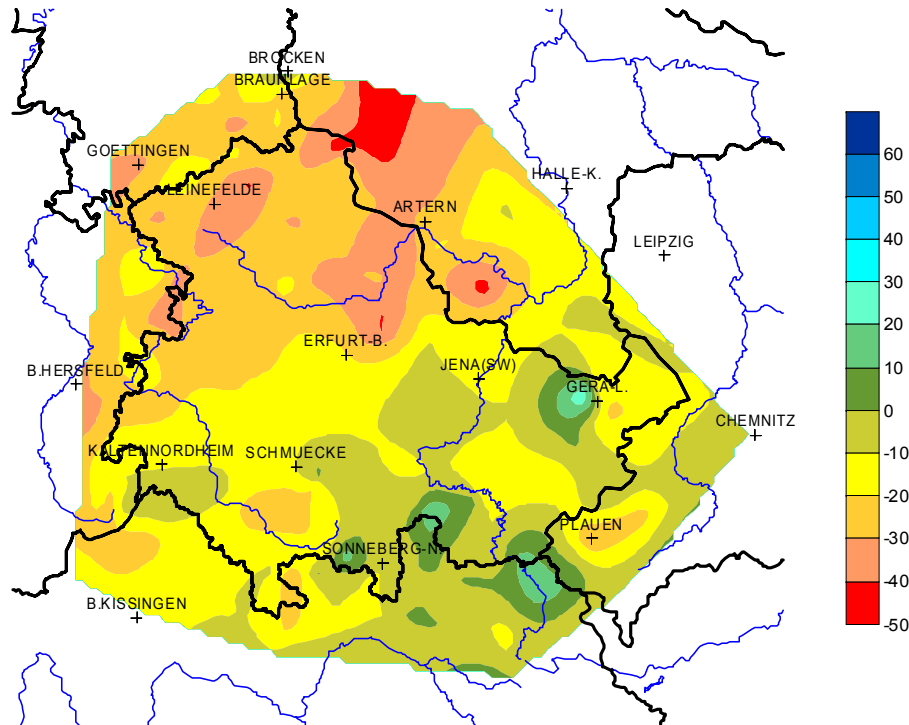 BROCKEN
BRAUNLAGE
GOETTINGEN
LEINEFELDE
HALLE-K.
ARTERN
LEIPZIG
ERFURT-B.
JENA(SW)
B.HERSFELD
GERA-L.
CHEMNITZ
KALTENNORDHEIM
SCHMUECKE
PLAUEN
SONNEBERG-N.
B.KISSINGEN
60
50
40
30
20
10
0
-10
-20
-30
-40
-50